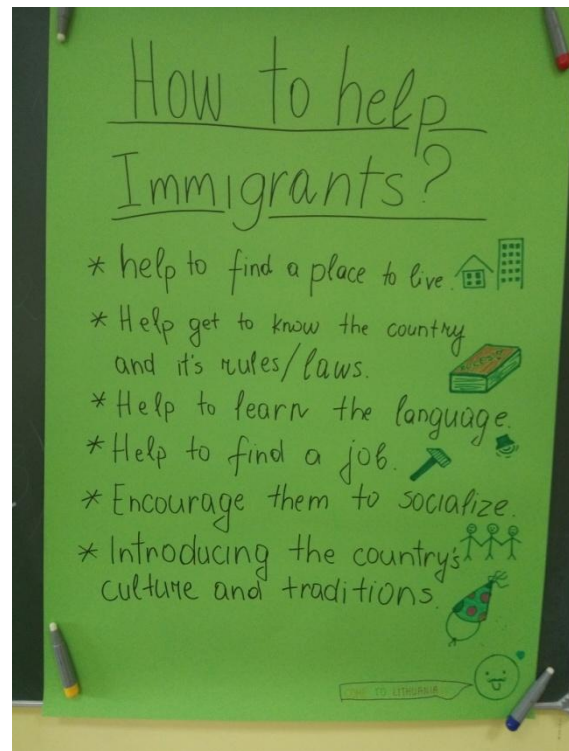 How to help
Immigrants?
* help to find a place to live.
* Help get to know the country
and it's rules/laws.
* Help to learn the language.
* Help to find a job.
* Encourage them to socialize.
* Introducing the country's
culture and traditions.
TO LITHUANIA